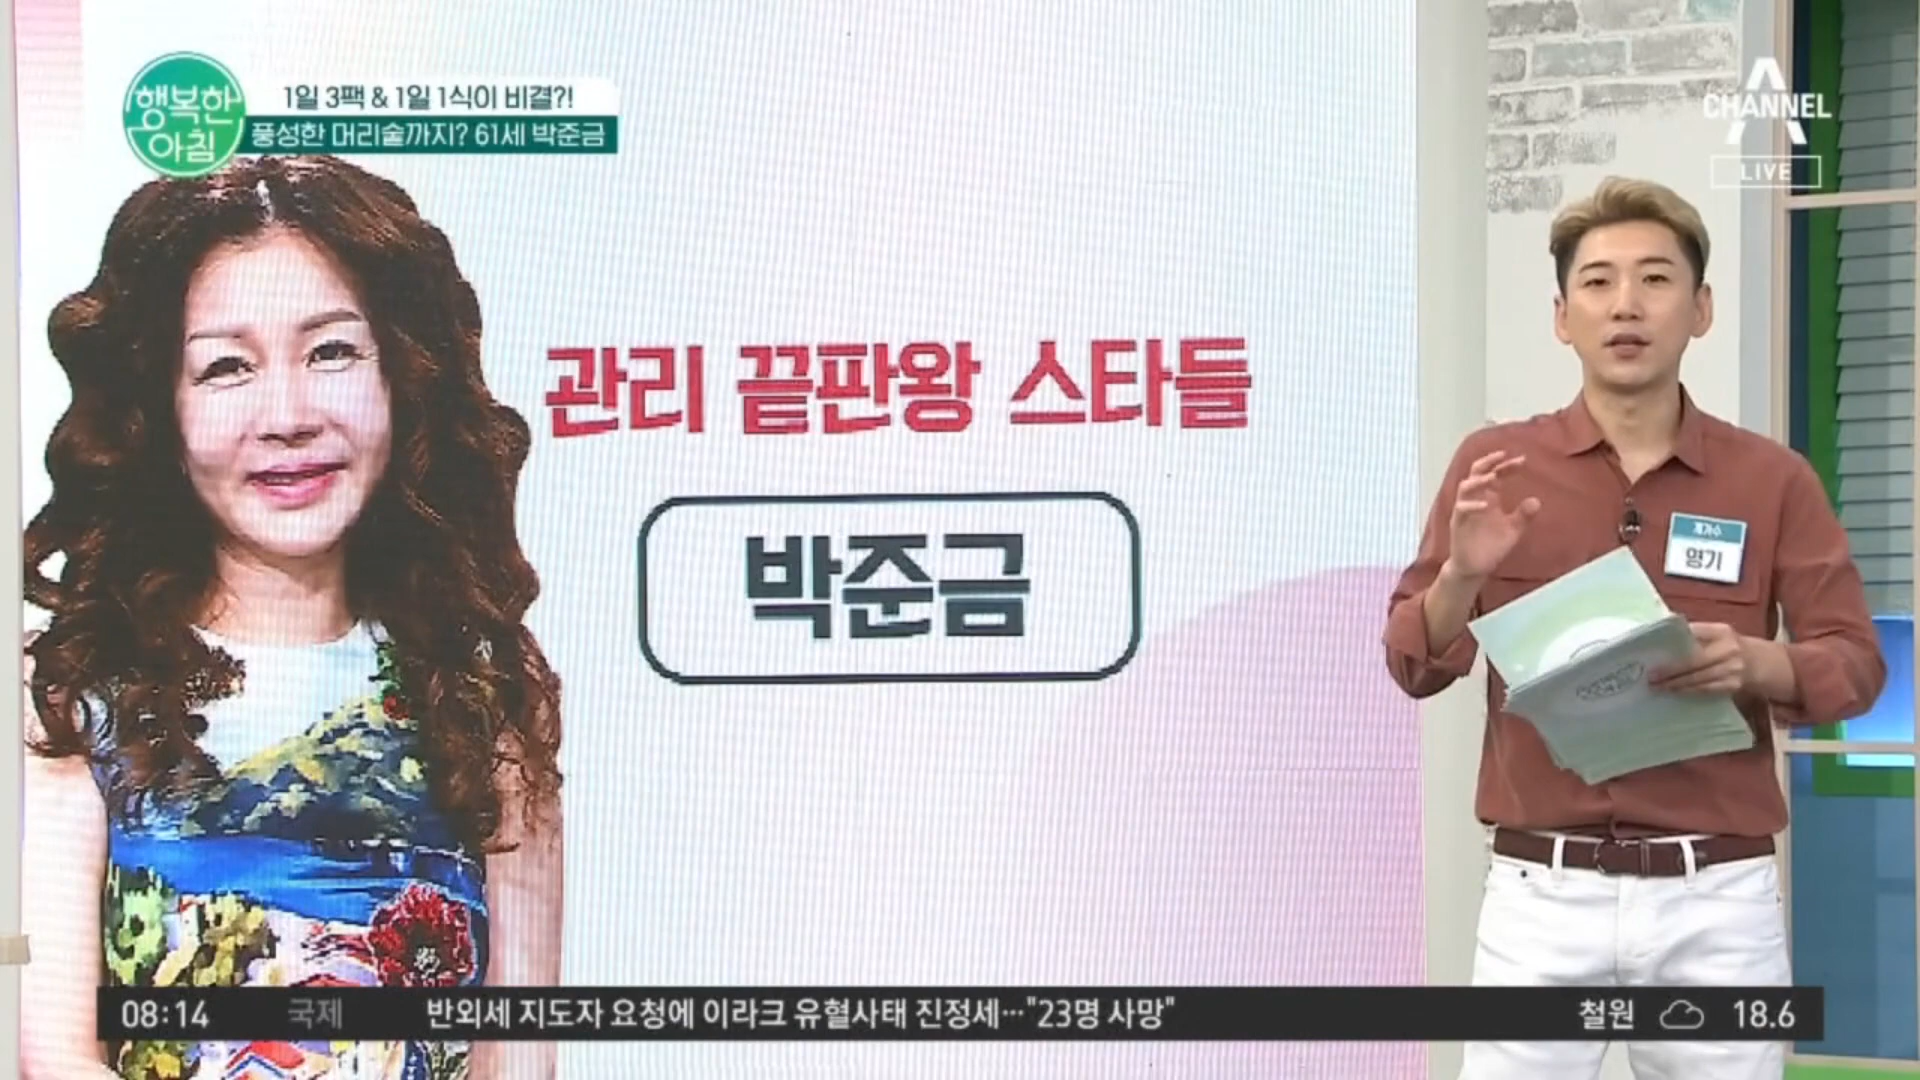 행복한
아침
1일 3팩 & 1일 1식이 비결?!
풍성한 머리숱까지? 61세 박준금
CHANNEL
LIVE
관리 끝판왕 스타들
박준금
개가수
영기
08:14 국제 반외세 지도자 요청에 이라크 유혈사태 진정세…"23명 사망" 철원 18.6